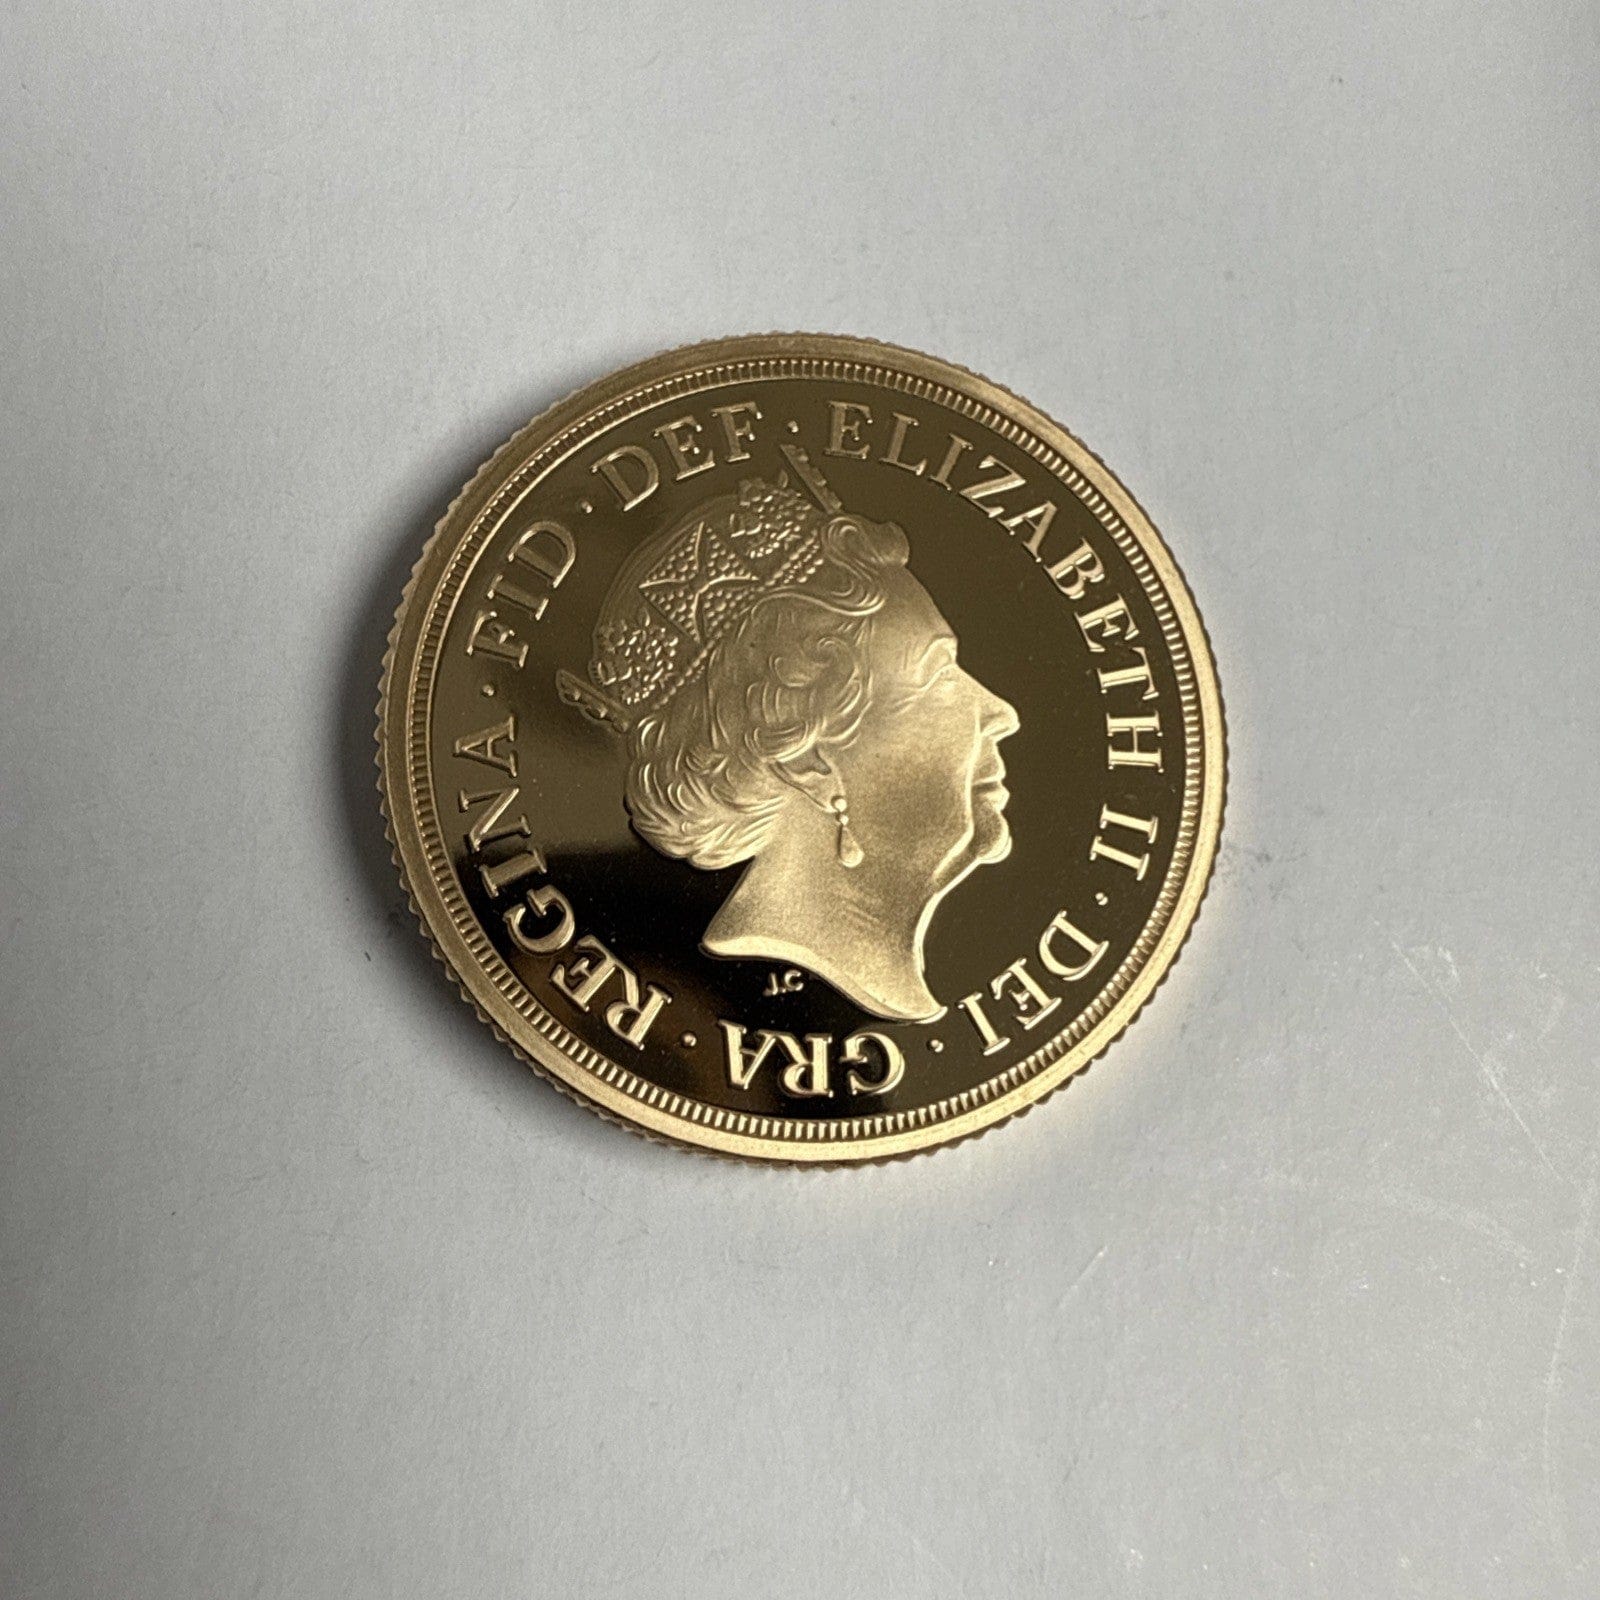 ELIZABETH II · DEI · GRA · REGINA · FID · DEF ·
J.C